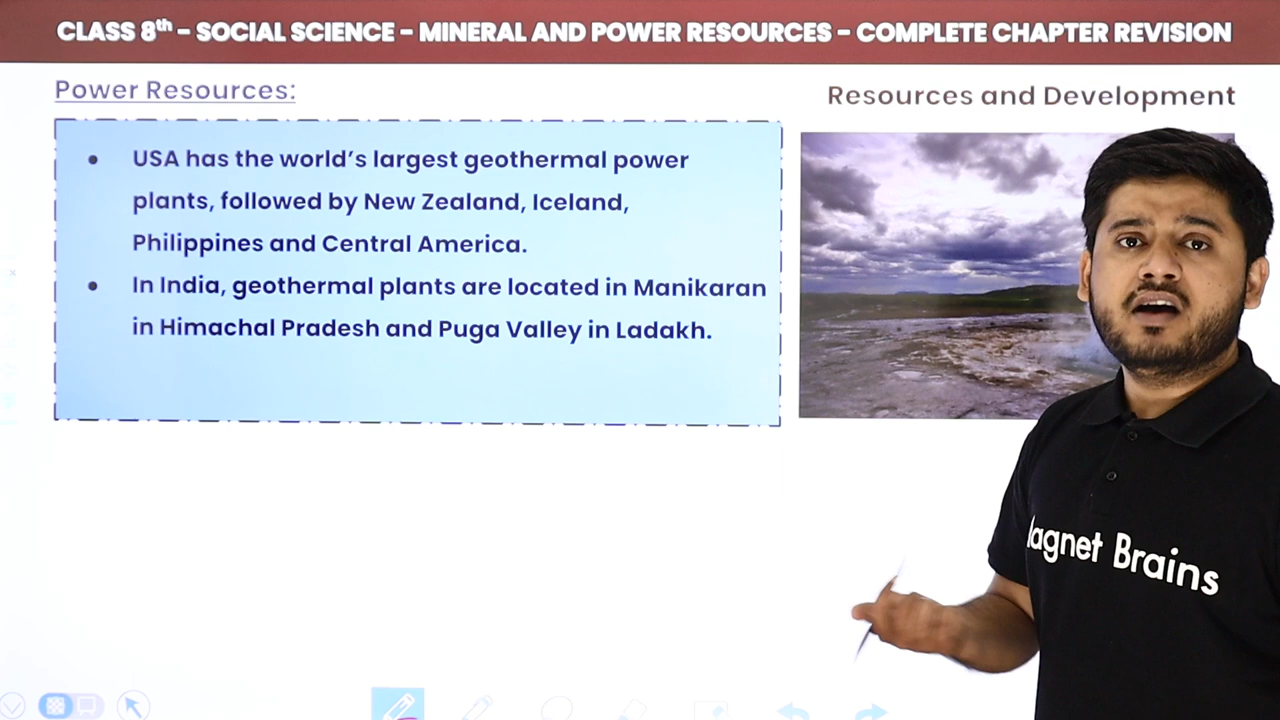 CLASS 8th – SOCIAL SCIENCE – MINERAL AND POWER RESOURCES – COMPLETE CHAPTER REVISION
Power Resources:
Resources and Development
• USA has the world's largest geothermal power
plants, followed by New Zealand, Iceland,
Philippines and Central America.
• In India, geothermal plants are located in Manikaran
in Himachal Pradesh and Puga Valley in Ladakh.
agnet Brains